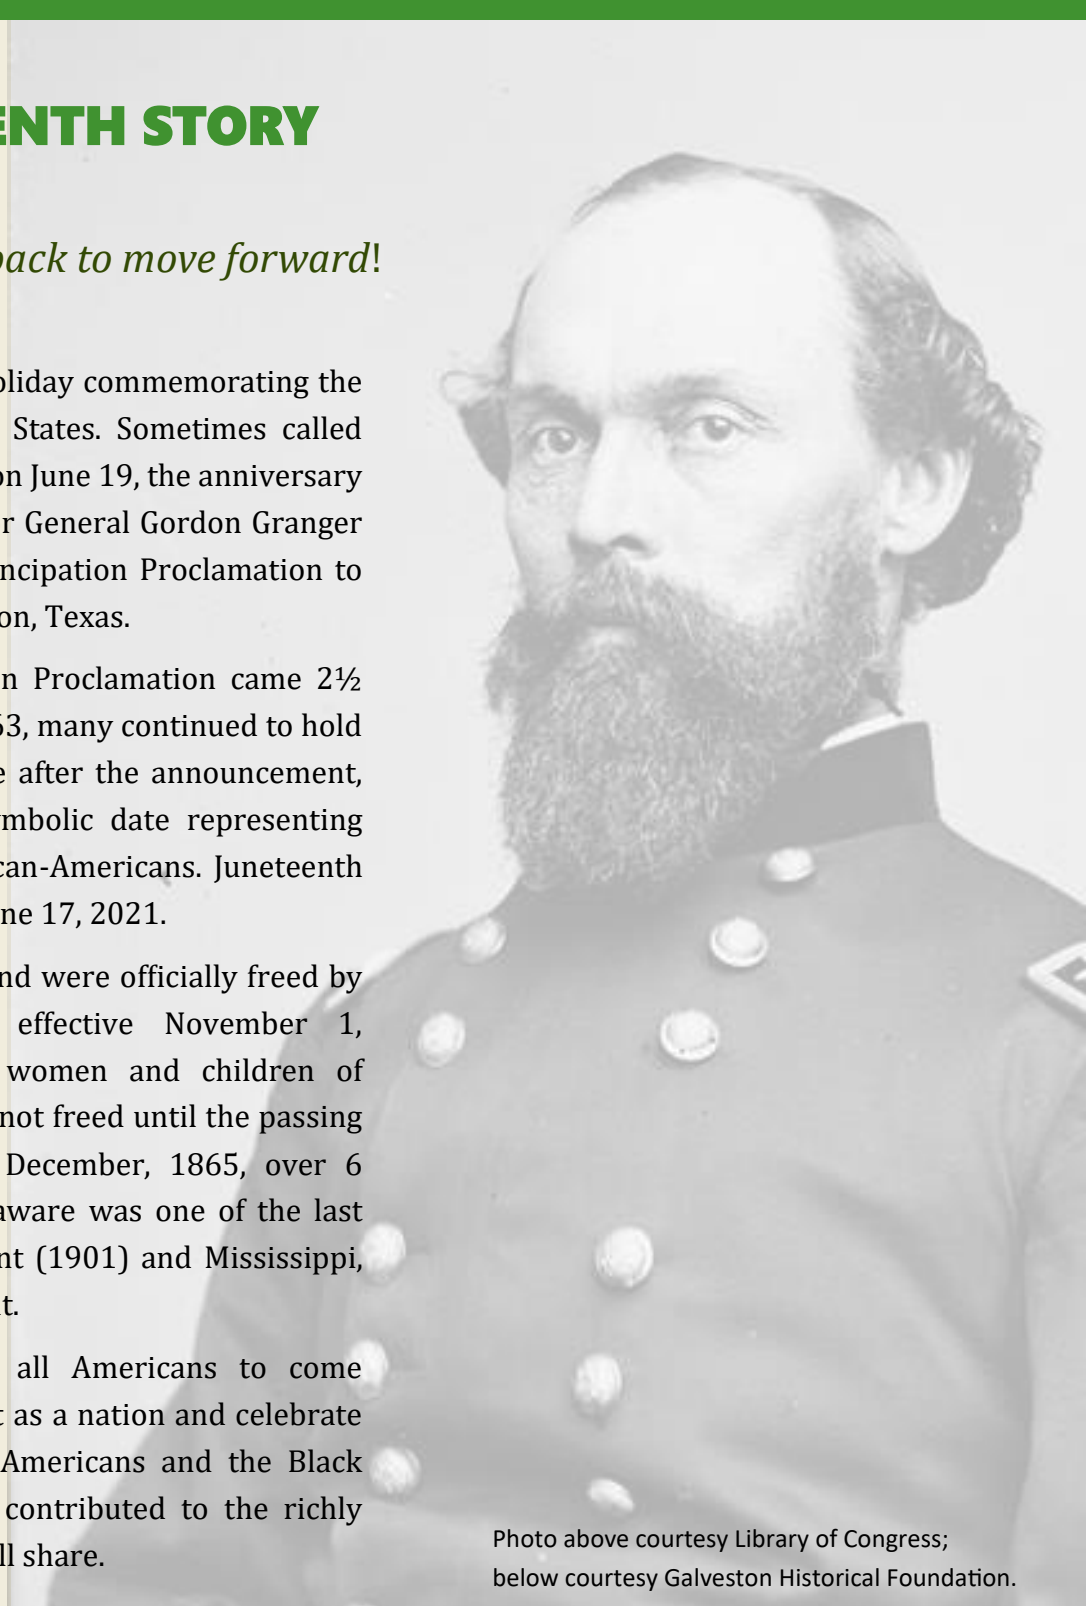 ENTH STORY
back to move forward!
oliday commemorating the
States. Sometimes called
on June 19, the anniversary
r General Gordon Granger
ncipation Proclamation to
on, Texas.
n Proclamation came 2½
63, many continued to hold
e after the announcement,
ymbolic date representing
can-Americans. Juneteenth
ne 17, 2021.
nd were officially freed by
effective November 1,
women and children of
not freed until the passing
December, 1865, over 6
aware was one of the last
nt (1901) and Mississippi,
t.
all Americans to come
t as a nation and celebrate
Americans and the Black
contributed to the richly
ll share.
Photo above courtesy Library of Congress;
below courtesy Galveston Historical Foundation.